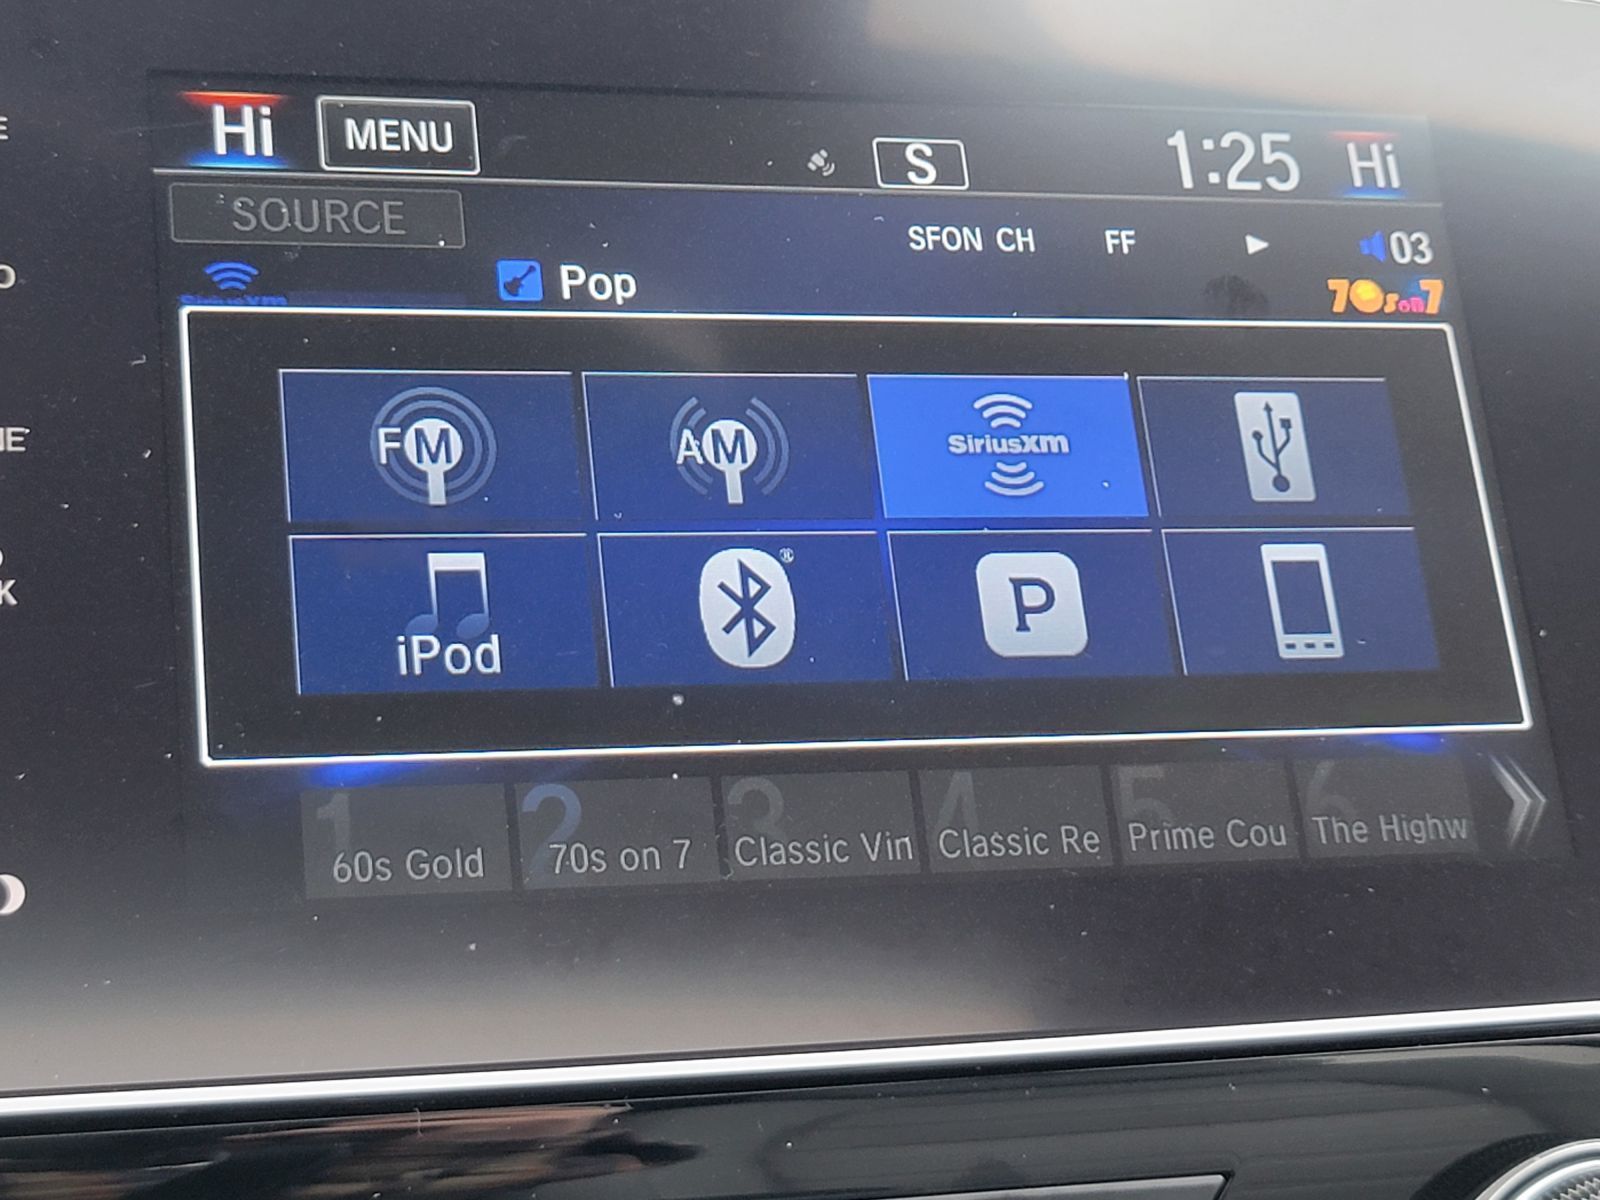 Hi MENU S 1:25 Hi
SOURCE
SFON CH FF 03
SiriusXm Pop 70s on 7
FM AM SiriusXm
iPod ® P
1 2 3 4 5 6
60s Gold 70s on 7 Classic Vin Classic Re Prime Cou The Highw